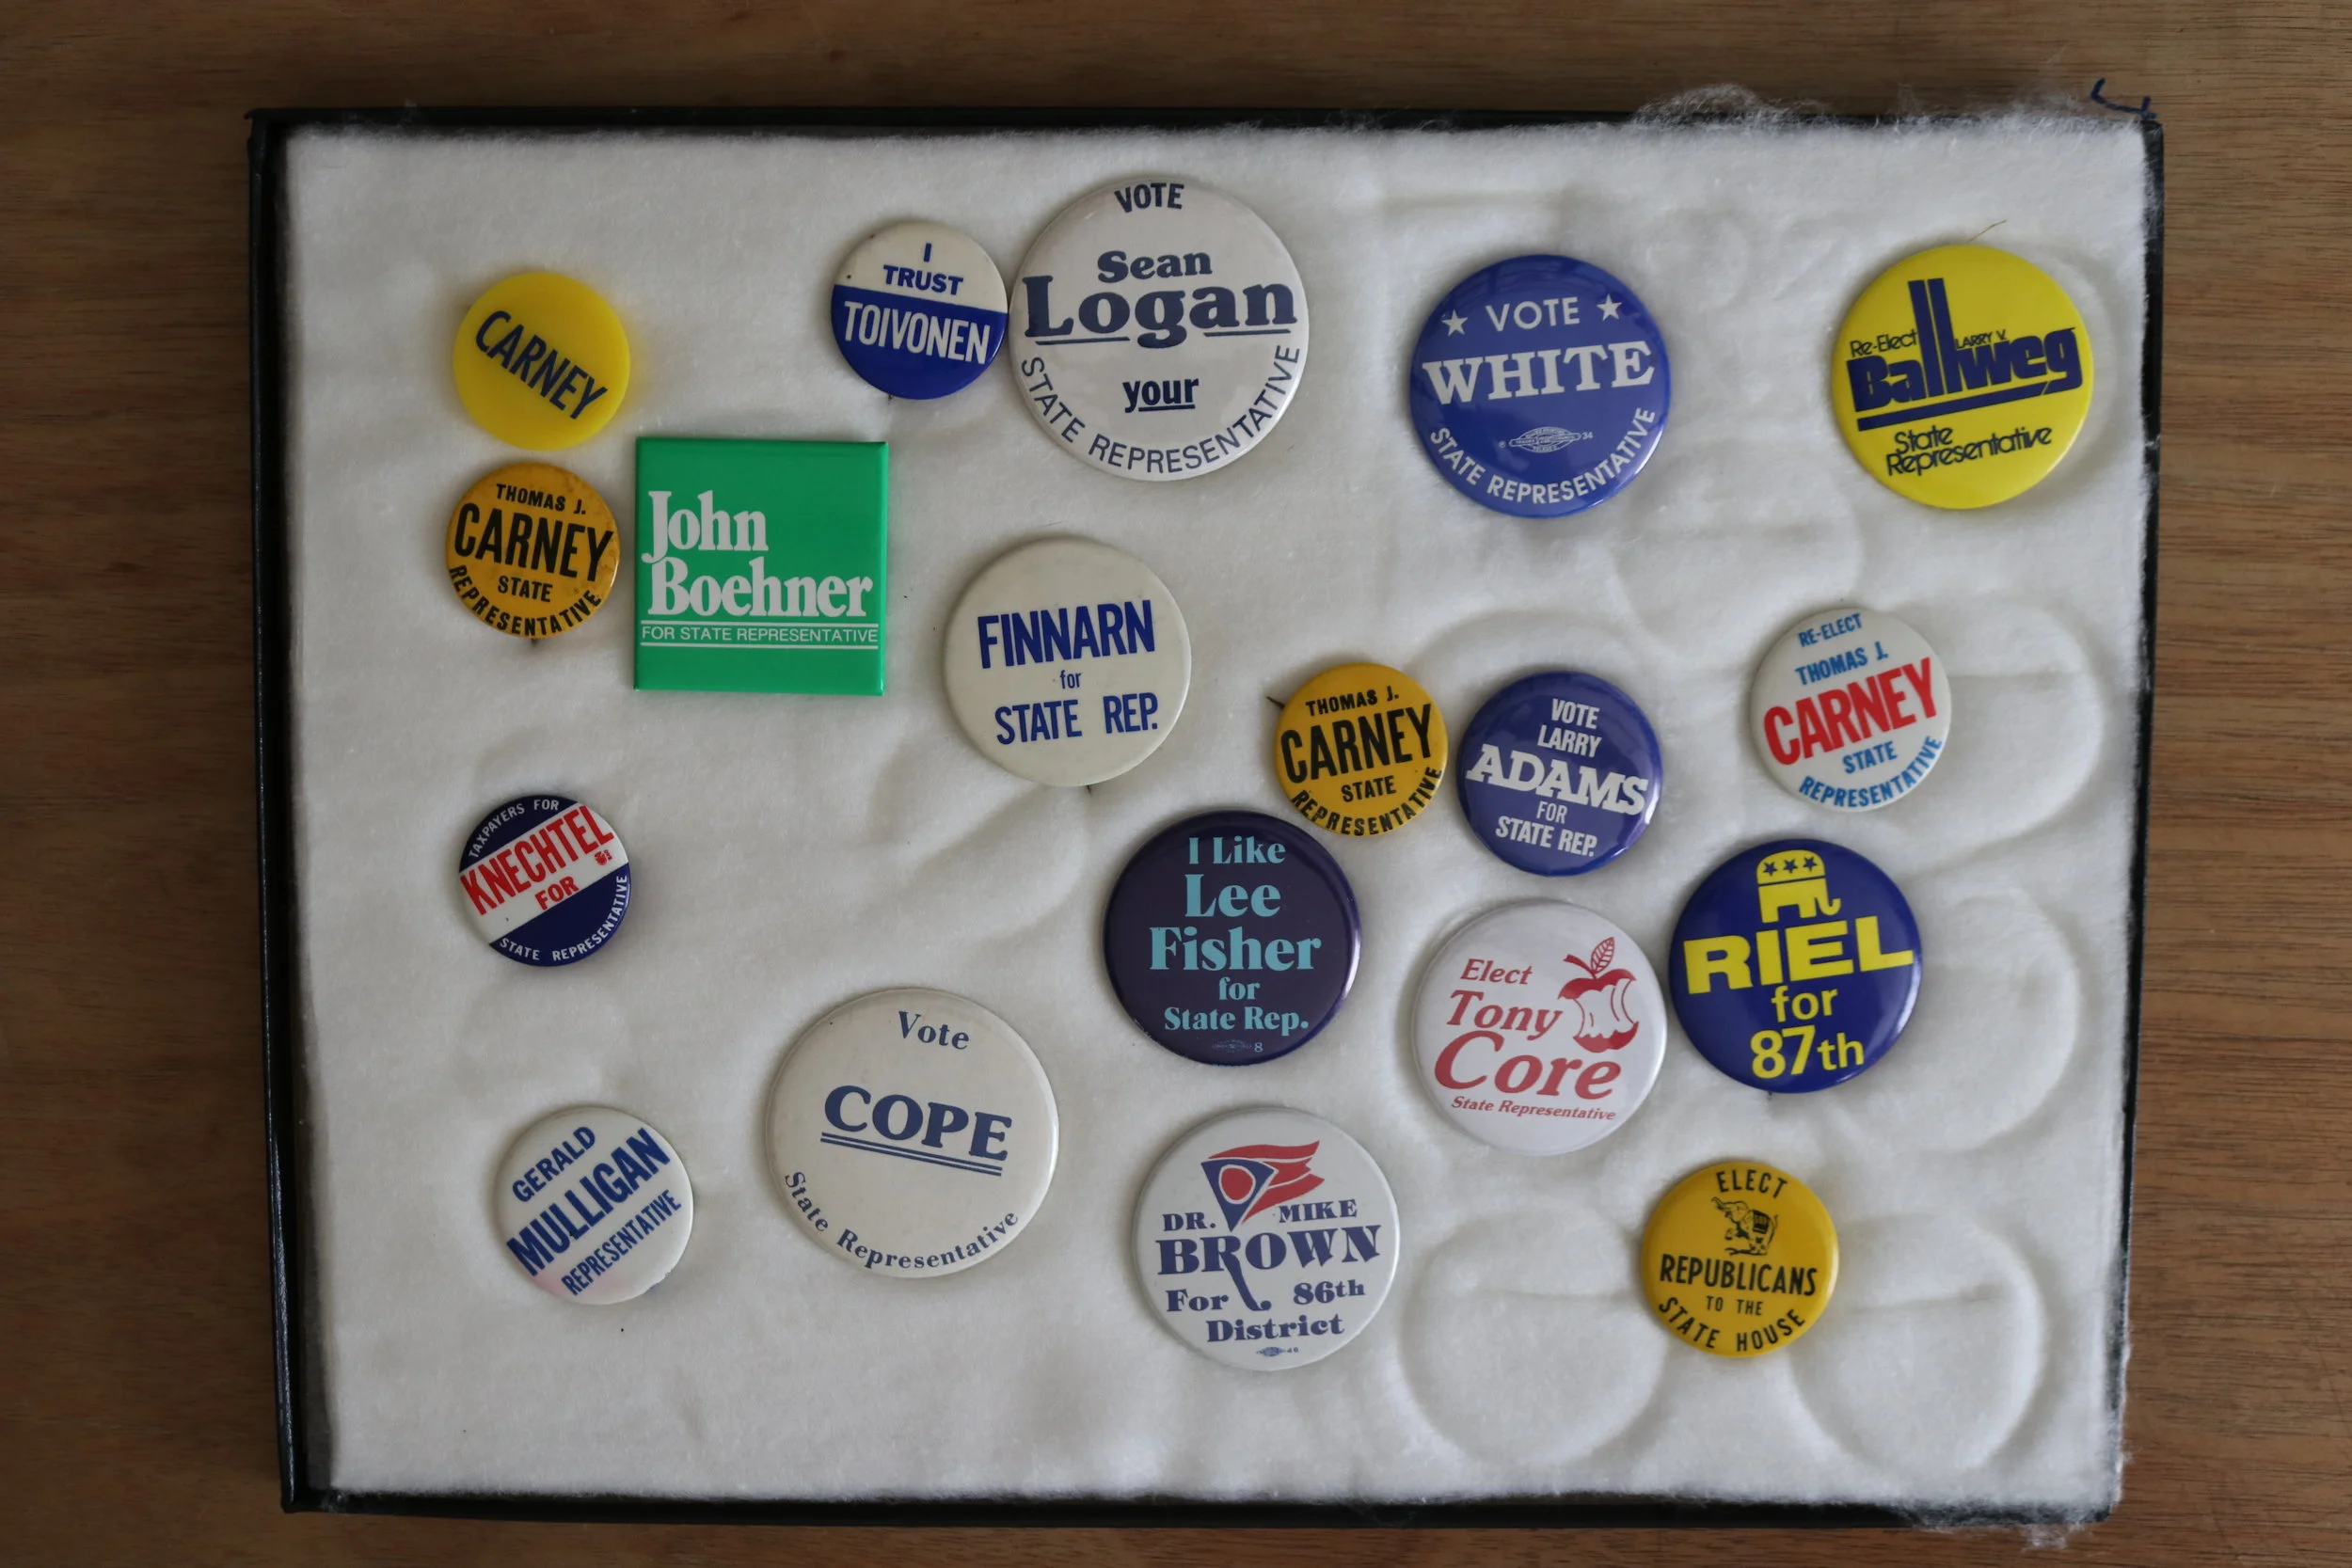 CARNEY
I
TRUST
TOIVONEN
VOTE
Sean
Logan
your
STATE REPRESENTATIVE
VOTE
WHITE
34
STATE REPRESENTATIVE
Re-Elect
LARRY V.
Ballweg
State
Representative
THOMAS J.
CARNEY
STATE
REPRESENTATIVE
John
Boehner
FOR STATE REPRESENTATIVE
FINNARN
for
STATE REP.
THOMAS J.
CARNEY
STATE
REPRESENTATIVE
VOTE
LARRY
ADAMS
FOR
STATE REP.
RE-ELECT
THOMAS J.
CARNEY
STATE
REPRESENTATIVE
TAXPAYERS FOR
KNECHTEL
FOR
STATE REPRESENTATIVE
I Like
Lee
Fisher
for
State Rep.
8
Elect
Tony
Core
State Representative
RIEL
for
87th
GERALD
MULLIGAN
REPRESENTATIVE
Vote
COPE
State Representative
DR. MIKE
BROWN
For 86th
District
46
ELECT
REPUBLICANS
TO THE
STATE HOUSE